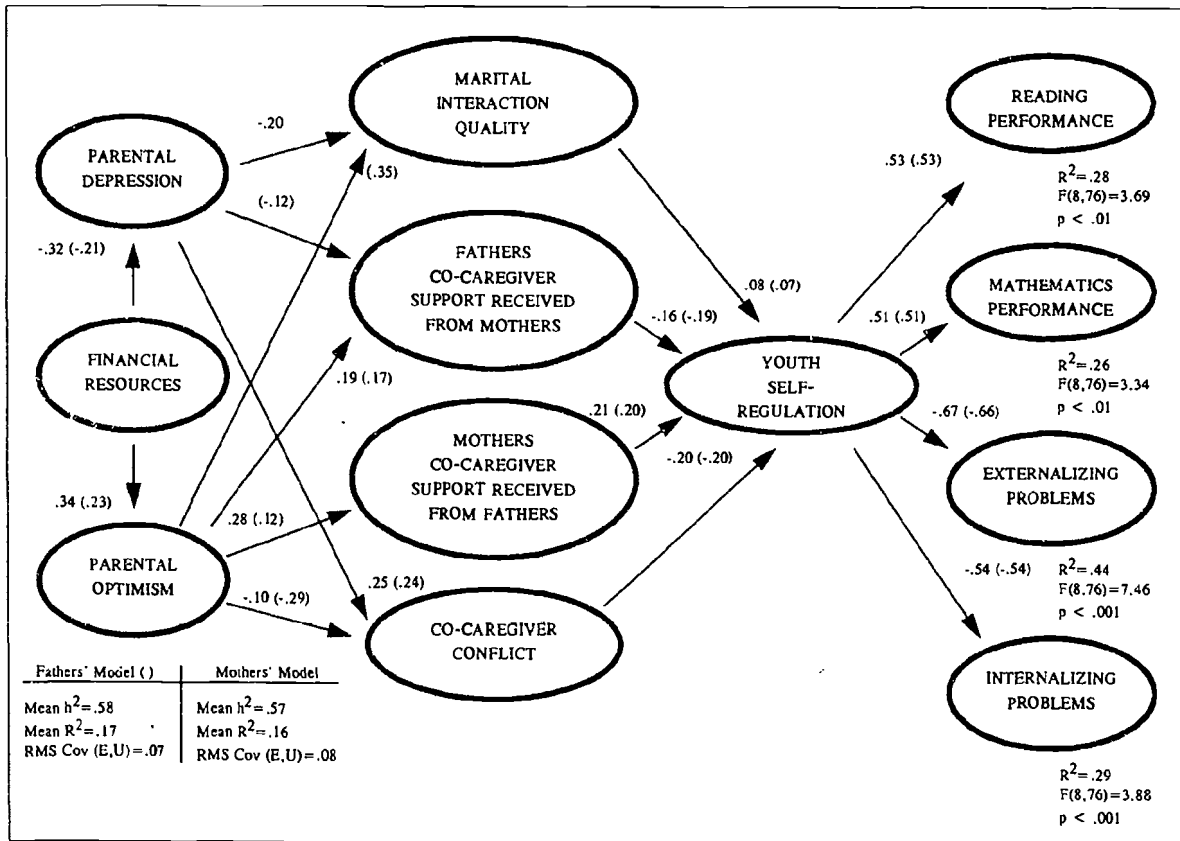 MARITAL
INTERACTION
QUALITY
READING
PERFORMANCE
R²=.28
F(8,76)=3.69
p < .01
PARENTAL
DEPRESSION
-.20
(.35)
(-.12)
.53 (.53)
-.32 (-.21)
FATHERS
CO-CAREGIVER
SUPPORT RECEIVED
FROM MOTHERS
.08 (.07)
MATHEMATICS
PERFORMANCE
R²=.26
F(8,76)=3.34
p < .01
FINANCIAL
RESOURCES
.19 (.17)
-.16 (-.19)
.51 (.51)
YOUTH
SELF-
REGULATION
.21 (.20)
-.20 (-.20)
-.67 (-.66)
MOTHERS
CO-CAREGIVER
SUPPORT RECEIVED
FROM FATHERS
EXTERNALIZING
PROBLEMS
R²=.44
F(8,76)=7.46
p < .001
.34 (.23)
.28 (.12)
PARENTAL
OPTIMISM
-.10 (-.29)
.25 (.24)
CO-CAREGIVER
CONFLICT
-.54 (-.54)
INTERNALIZING
PROBLEMS
R²=.29
F(8,76)=3.88
p < .001
Fathers' Model ( ) Mothers' Model
Mean h²=.58 Mean h²=.57
Mean R²=.17 Mean R²=.16
RMS Cov (E,U)=.07 RMS Cov (E,U)=.08